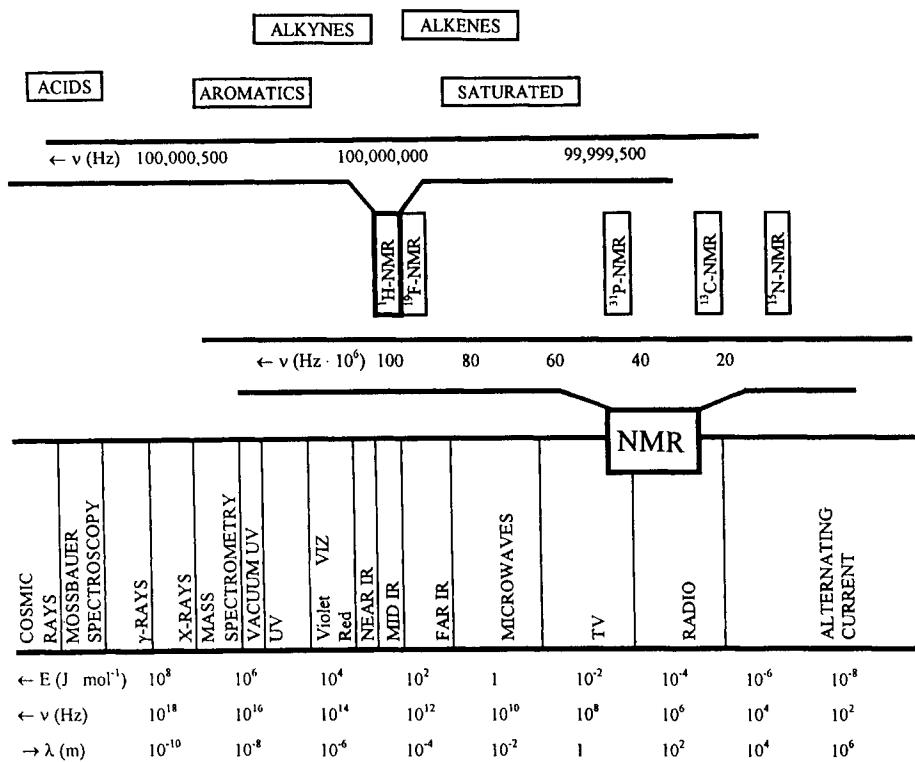 ALKYNES ALKENES
ACIDS AROMATICS SATURATED
← ν (Hz) 100,000,500 100,000,000 99,999,500
¹H-NMR ¹⁹F-NMR ³¹P-NMR ¹³C-NMR ¹⁵N-NMR
← ν (Hz · 10⁶) 100 80 60 40 20
NMR
COSMIC
RAYS
MOSSBAUER
SPECTROSCOPY
γ-RAYS
X-RAYS
MASS
SPECTROMETRY
VACUUM UV
UV
Violet VIZ
Red
NEAR IR
MID IR
FAR IR
MICROWAVES
TV
RADIO
ALTERNATING
CURRENT
← E (J mol⁻¹) 10⁸ 10⁶ 10⁴ 10² 1 10⁻² 10⁻⁴ 10⁻⁶ 10⁻⁸
← ν (Hz) 10¹⁸ 10¹⁶ 10¹⁴ 10¹² 10¹⁰ 10⁸ 10⁶ 10⁴ 10²
→ λ (m) 10⁻¹⁰ 10⁻⁸ 10⁻⁶ 10⁻⁴ 10⁻² 1 10² 10⁴ 10⁶